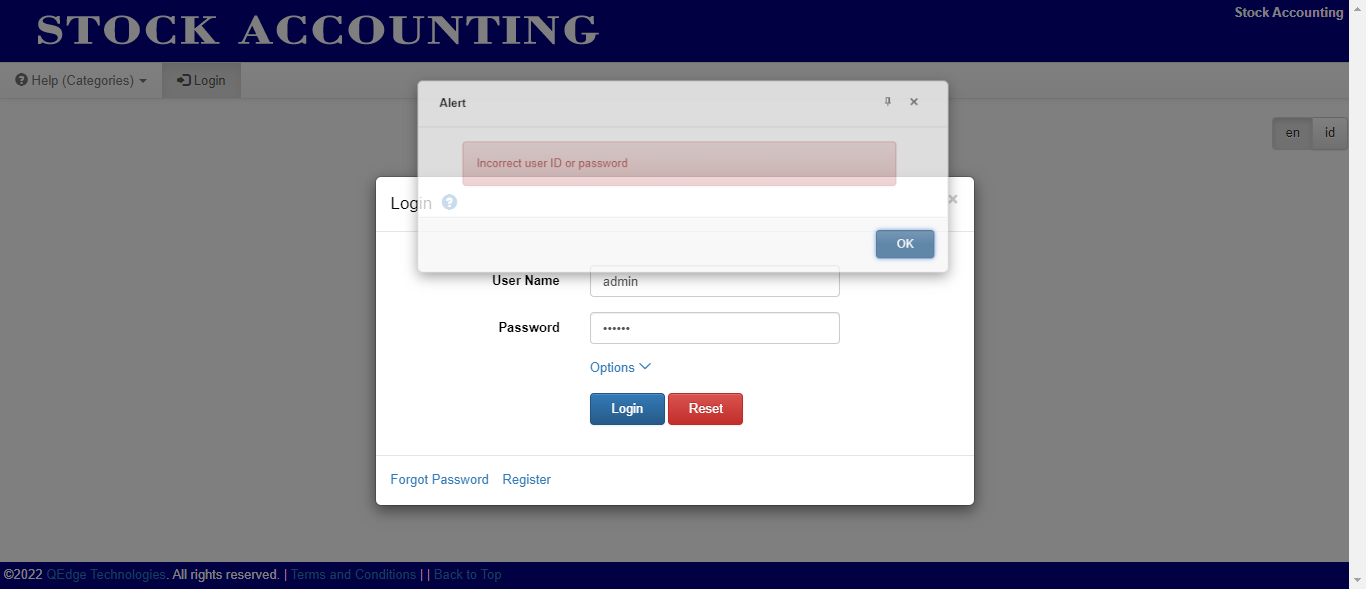 STOCK ACCOUNTING
Stock Accounting
Help (Categories)
Login
Alert
en
id
Incorrect user ID or password
Login
OK
User Name
admin
Password
••••••
Options
Login
Reset
Forgot Password
Register
©2022 QEdge Technologies. All rights reserved. | Terms and Conditions | | Back to Top